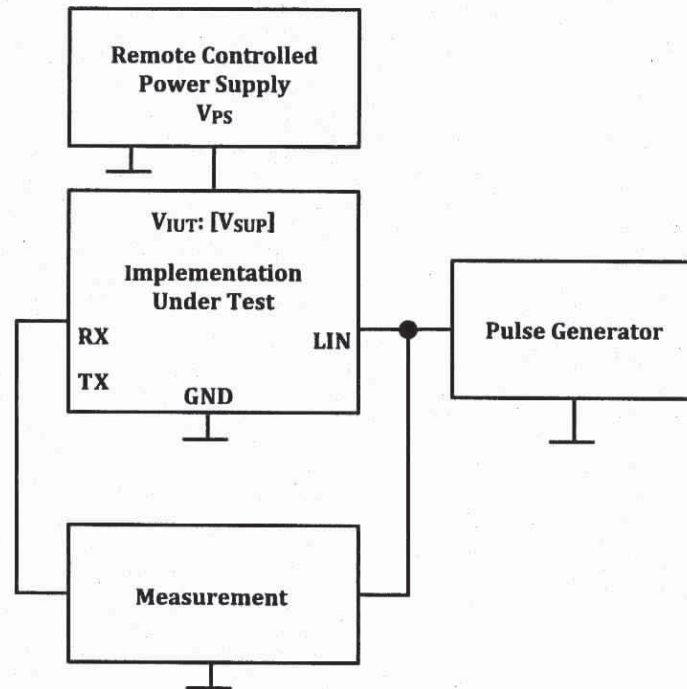 Remote Controlled
Power Supply
VPS
VIUT: [VSUP]
Implementation
Under Test
RX
LIN
TX
GND
Pulse Generator
Measurement